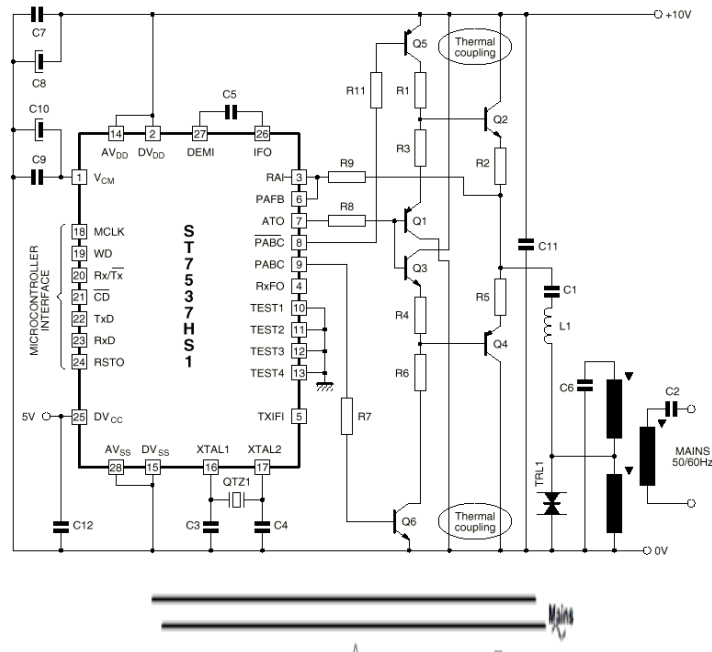 C7
+10V
C8
Q5
Thermal
coupling
C10
C5
R11
R1
Q2
14
2
27
26
AVDD
DVDD
DEMI
IFO
R3
R2
C9
1
VCM
RAI
3
R9
PAFB
6
18
MCLK
ATO
7
R8
Q1
19
WD
PABC
8
C11
20
Rx/Tx
PABC
9
Q3
21
CD
RxFO
4
C1
22
TxD
TEST1
10
R4
R5
L1
23
RxD
TEST2
11
24
RSTO
TEST3
12
Q4
TEST4
13
R6
C6
C2
MICROCONTROLLER
INTERFACE
ST7537HS1
5V
25
DVCC
TXIFI
5
R7
MAINS
50/60Hz
AVSS
DVSS
XTAL1
XTAL2
28
15
16
17
QTZ1
TRL1
C12
C3
C4
Q6
Thermal
coupling
0V
Mains